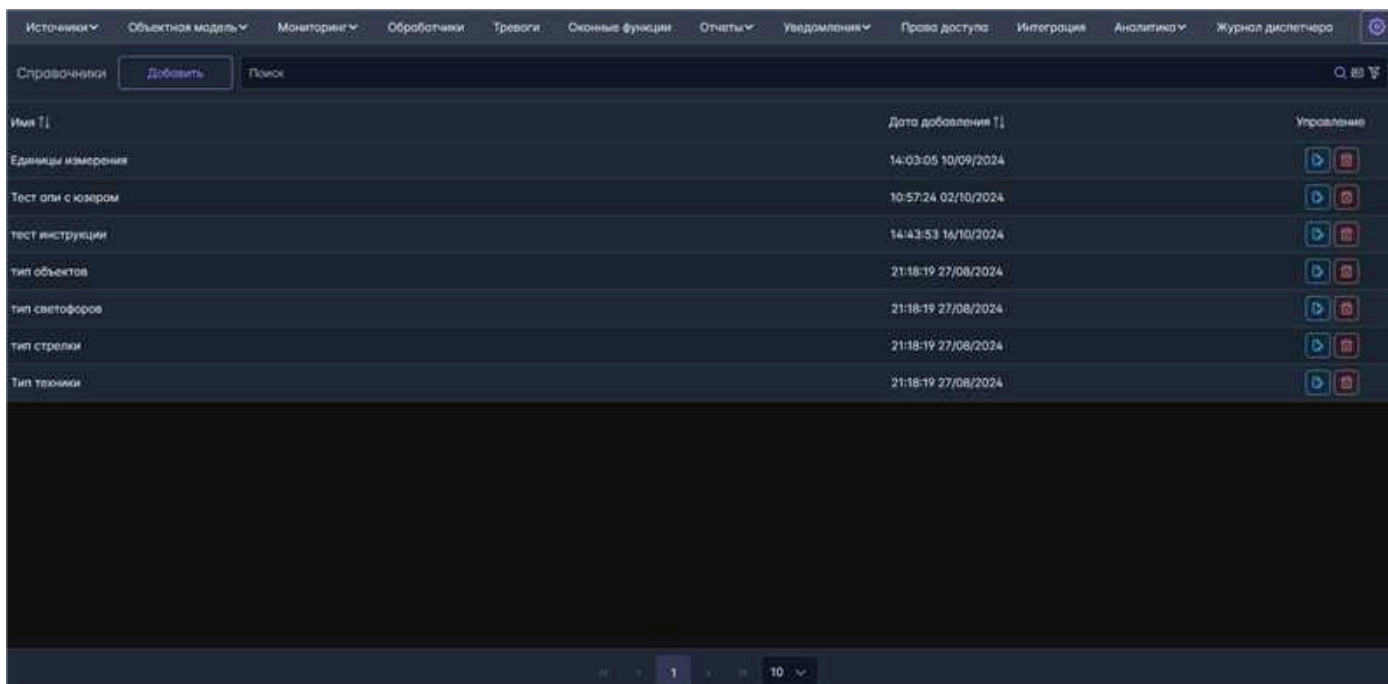 Источники Объектная модель Мониторинг Обработчики Тревоги Оконные функции Отчеты Уведомления Права доступа Интеграция Аналитика Журнал диспетчера
Справочники Добавить Поиск
Имя Дата добавления Управление
Единицы измерения 14:03:05 10/09/2024
Тест апи с юзером 10:57:24 02/10/2024
тест инструкции 14:43:53 16/10/2024
тип объектов 21:18:19 27/08/2024
тип светофоров 21:18:19 27/08/2024
тип стрелки 21:18:19 27/08/2024
Тип техники 21:18:19 27/08/2024
1 10